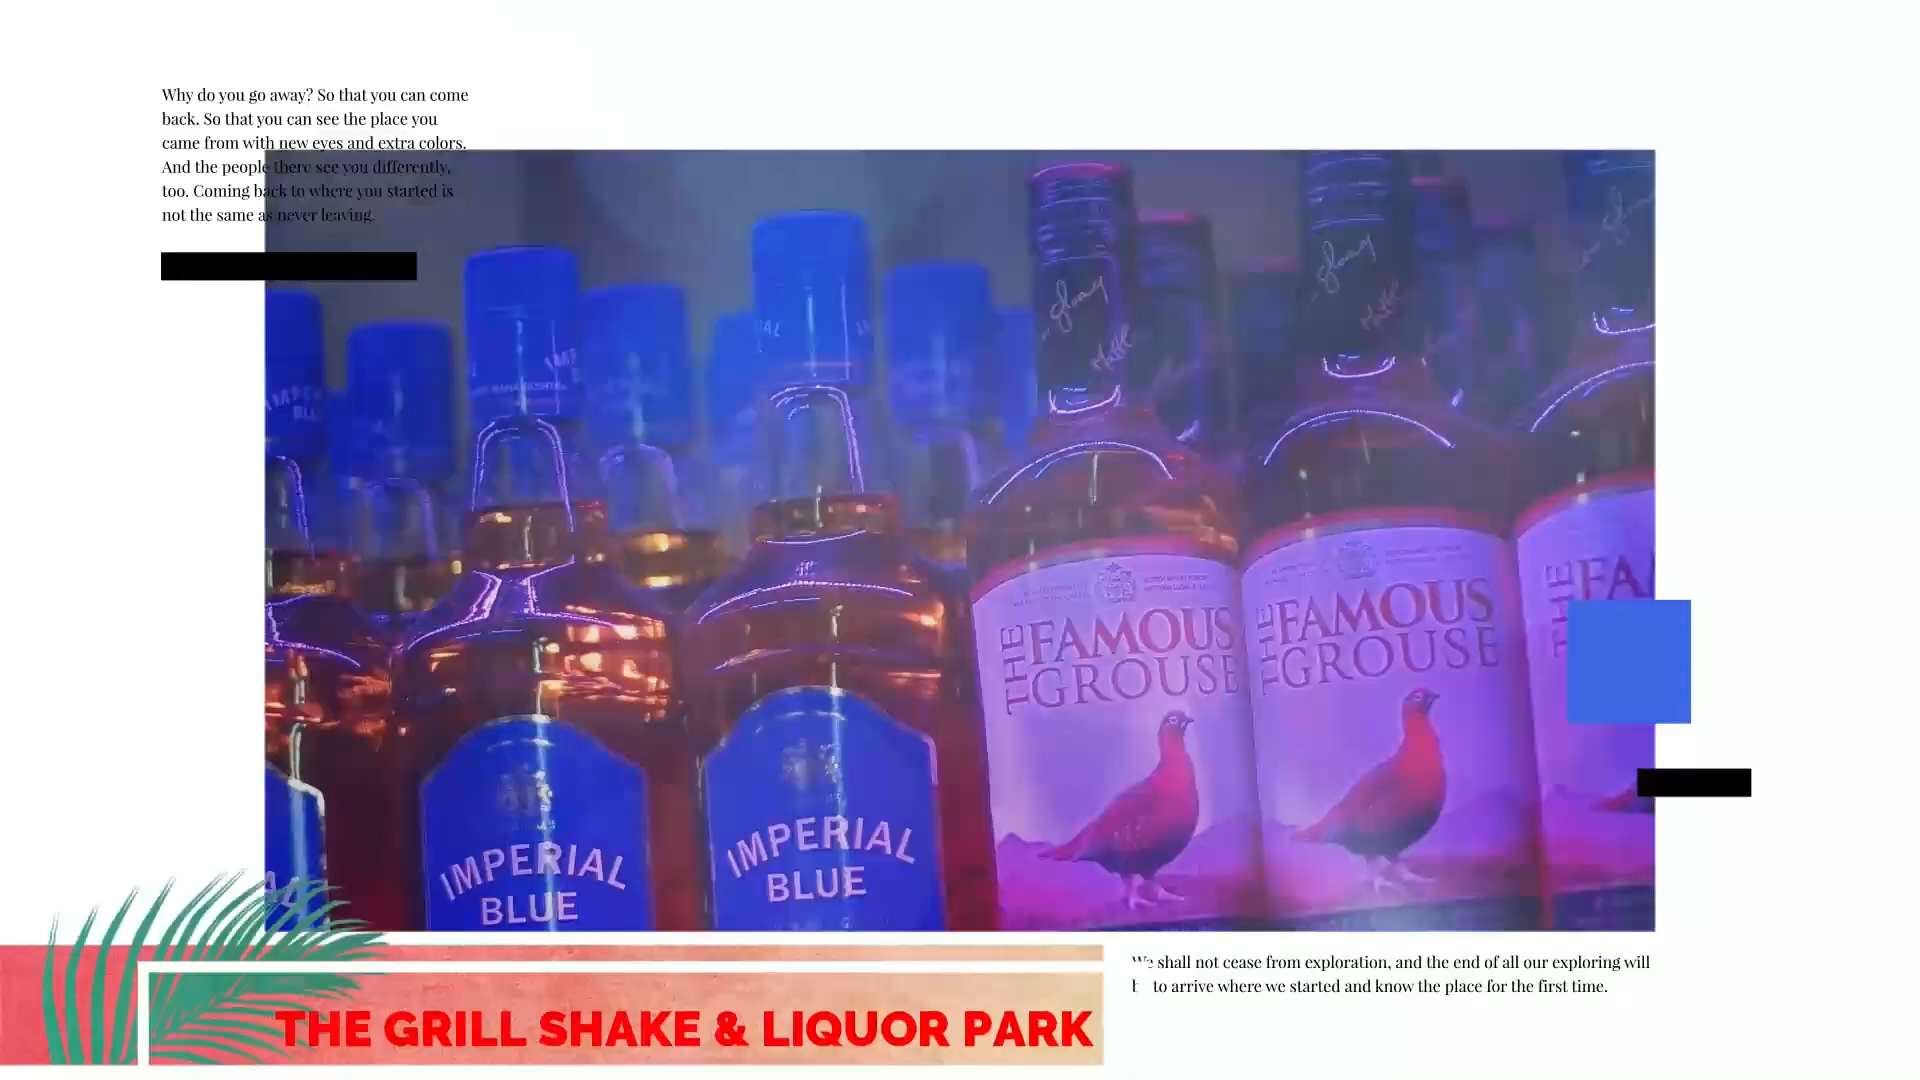 Why do you go away? So that you can come
back. So that you can see the place you
came from with new eyes and extra colors.
And the people there see you differently,
too. Coming back to where you started is
not the same as never leaving.
IMPERIAL
BLUE
IMPERIAL
BLUE
THE FAMOUS
GROUSE
THE FAMOUS
GROUSE
THE
We shall not cease from exploration, and the end of all our exploring will
to arrive where we started and know the place for the first time.
THE GRILL SHAKE & LIQUOR PARK